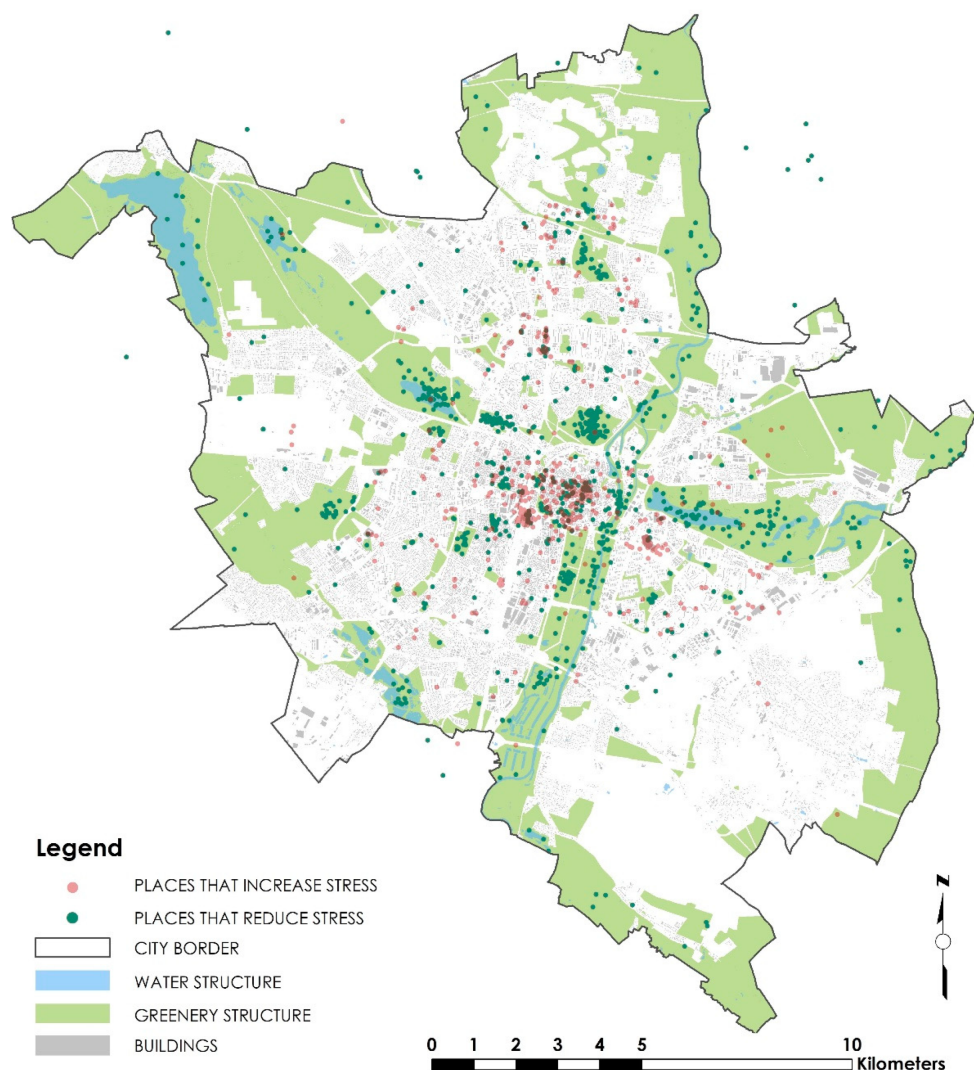 Legend
PLACES THAT INCREASE STRESS
PLACES THAT REDUCE STRESS
CITY BORDER
WATER STRUCTURE
GREENERY STRUCTURE
BUILDINGS
N
0 1 2 3 4 5 10
Kilometers